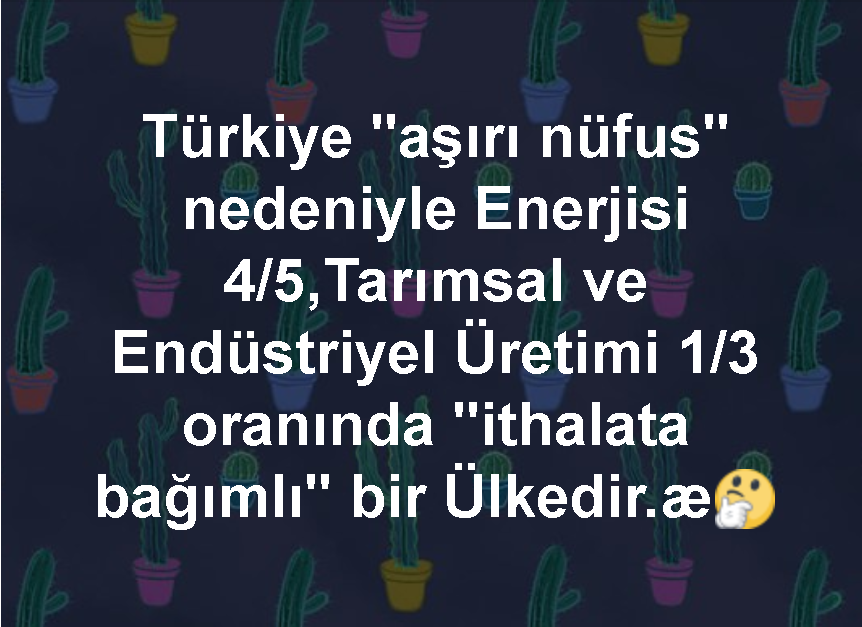 Türkiye "aşırı nüfus"
nedeniyle Enerjisi
4/5,Tarımsal ve
Endüstriyel Üretimi 1/3
oranında "ithalata
bağımlı" bir Ülkedir.æ🤔